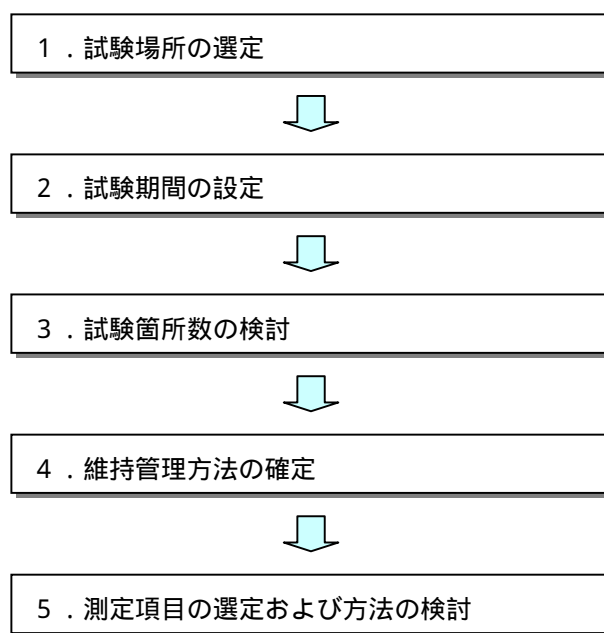 1．試験場所の選定
2．試験期間の設定
3．試験箇所数の検討
4．維持管理方法の確定
5．測定項目の選定および方法の検討